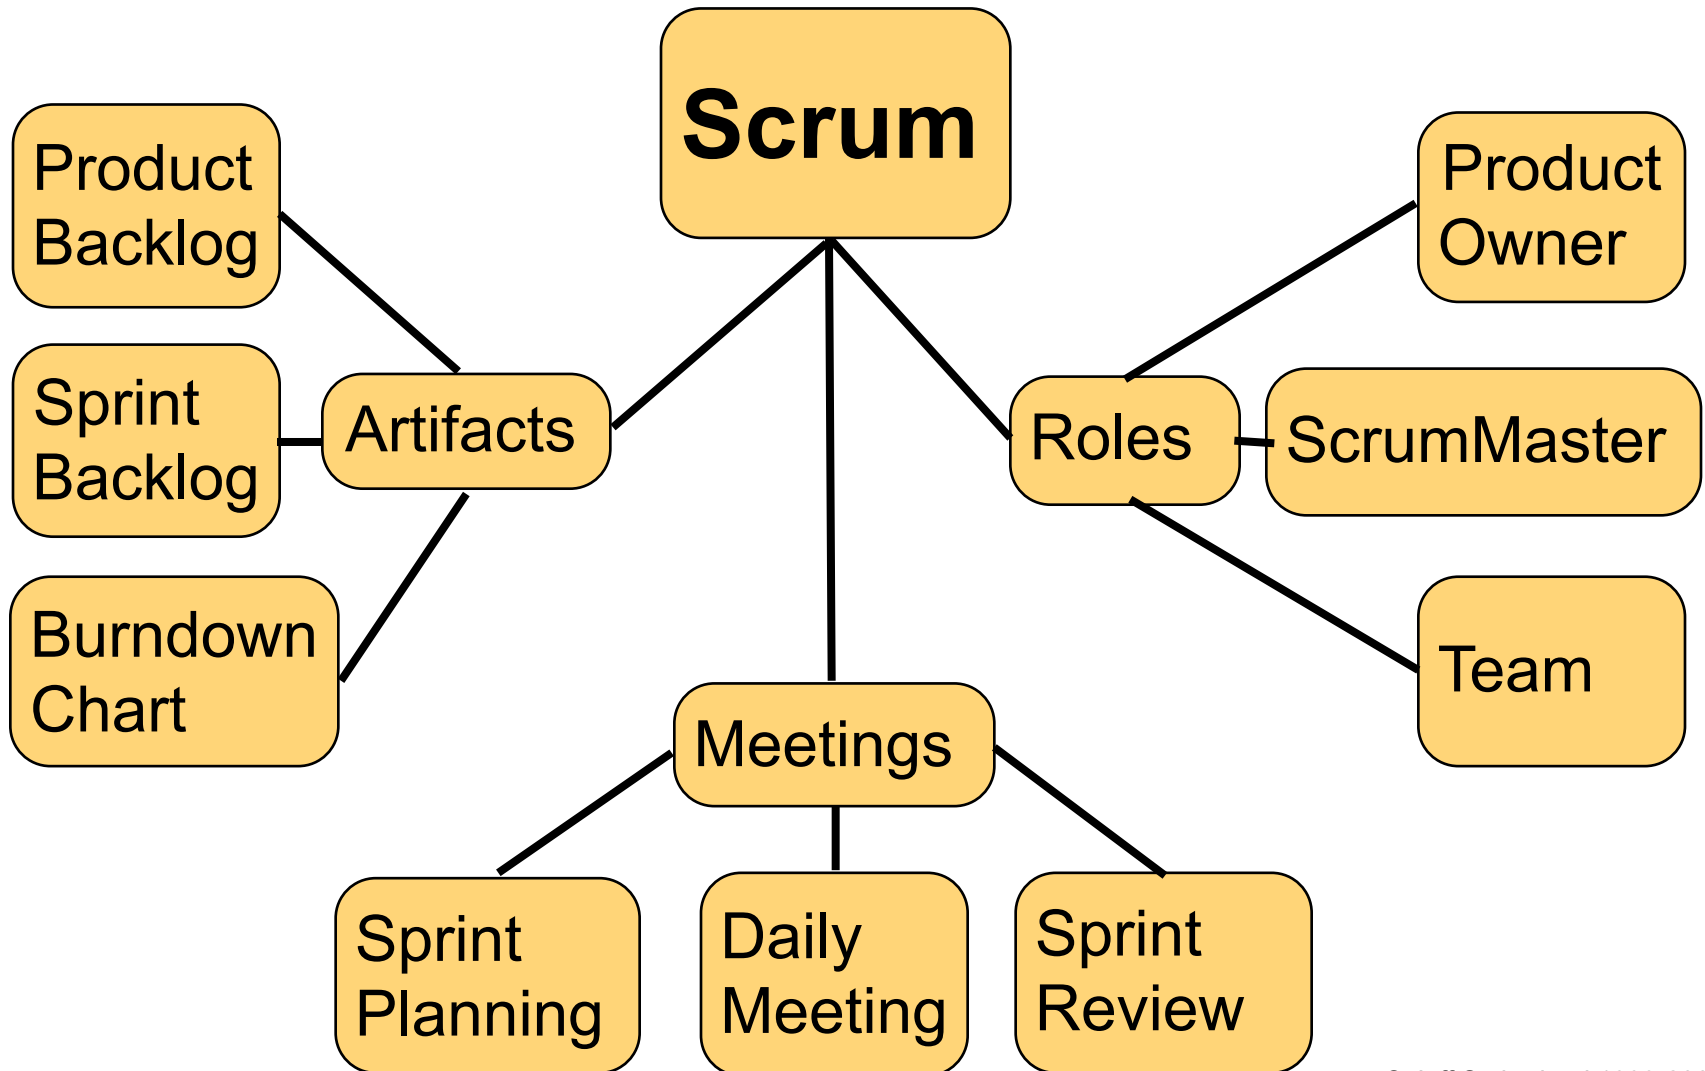 Scrum
Product
Backlog
Sprint
Backlog
Burndown
Chart
Artifacts
Roles
Product
Owner
ScrumMaster
Team
Meetings
Sprint
Planning
Daily
Meeting
Sprint
Review